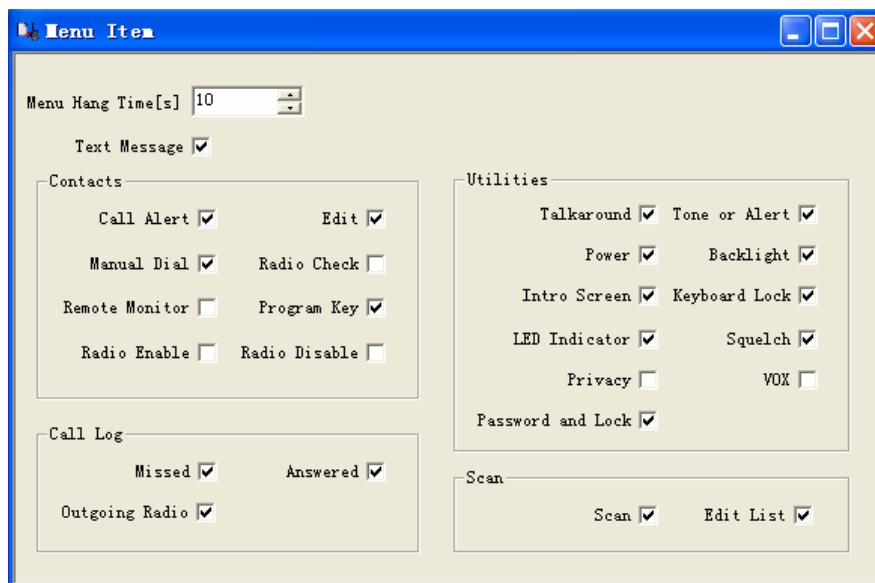 Menu Item
Menu Hang Time[s] 10
Text Message
Contacts
Call Alert Edit
Manual Dial Radio Check
Remote Monitor Program Key
Radio Enable Radio Disable
Call Log
Missed Answered
Outgoing Radio
Utilities
Talkaround Tone or Alert
Power Backlight
Intro Screen Keyboard Lock
LED Indicator Squelch
Privacy VOX
Password and Lock
Scan
Scan Edit List